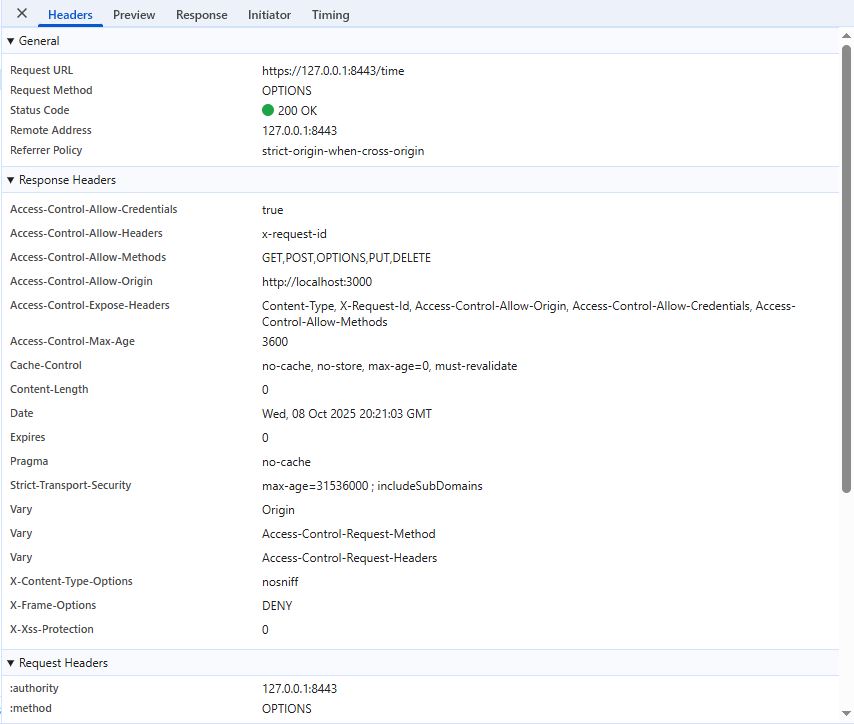 Headers Preview Response Initiator Timing
General
Request URL https://127.0.0.1:8443/time
Request Method OPTIONS
Status Code 200 OK
Remote Address 127.0.0.1:8443
Referrer Policy strict-origin-when-cross-origin
Response Headers
Access-Control-Allow-Credentials true
Access-Control-Allow-Headers x-request-id
Access-Control-Allow-Methods GET,POST,OPTIONS,PUT,DELETE
Access-Control-Allow-Origin http://localhost:3000
Access-Control-Expose-Headers Content-Type, X-Request-Id, Access-Control-Allow-Origin, Access-Control-Allow-Credentials, Access-
Control-Allow-Methods
Access-Control-Max-Age 3600
Cache-Control no-cache, no-store, max-age=0, must-revalidate
Content-Length 0
Date Wed, 08 Oct 2025 20:21:03 GMT
Expires 0
Pragma no-cache
Strict-Transport-Security max-age=31536000 ; includeSubDomains
Vary Origin
Vary Access-Control-Request-Method
Vary Access-Control-Request-Headers
X-Content-Type-Options nosniff
X-Frame-Options DENY
X-Xss-Protection 0
Request Headers
:authority 127.0.0.1:8443
:method OPTIONS